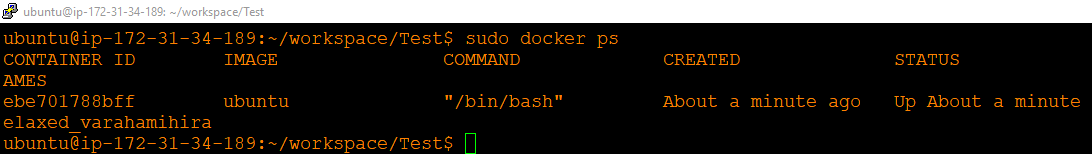 ubuntu@ip-172-31-34-189: ~/workspace/Test
ubuntu@ip-172-31-34-189:~/workspace/Test$ sudo docker ps
CONTAINER ID        IMAGE               COMMAND             CREATED              STATUS
AMES
ebe701788bff        ubuntu              "/bin/bash"         About a minute ago   Up About a minute
elaxed_varahamihira
ubuntu@ip-172-31-34-189:~/workspace/Test$